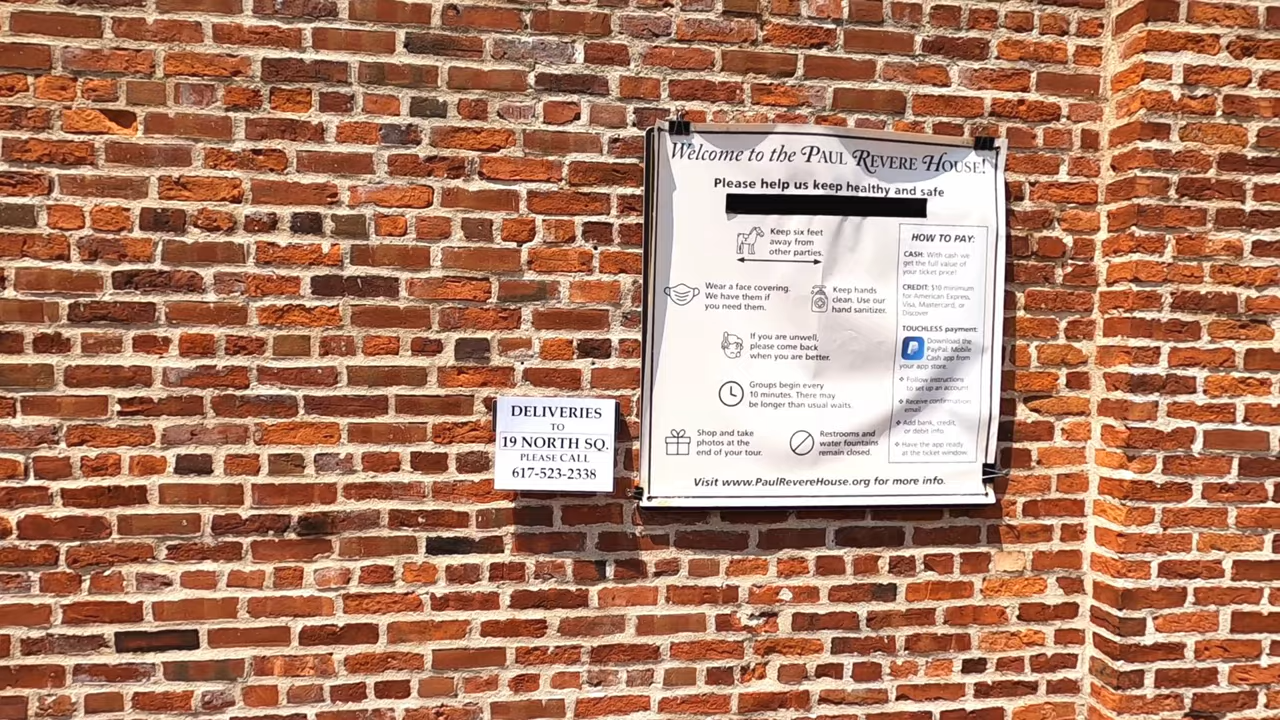 Welcome to the PAUL REVERE HOUSE!
Please help us keep healthy and safe
Keep six feet
away from
other parties.
Wear a face covering.
We have them if
you need them.
Keep hands
clean. Use our
hand sanitizer.
If you are unwell,
please come back
when you are better.
Groups begin every
10 minutes. There may
be longer than usual waits.
Shop and take
photos at the
end of your tour.
Restrooms and
water fountains
remain closed.
HOW TO PAY:
CASH: With cash we
get the full value of
your ticket price!
CREDIT: $10 minimum
for American Express,
Visa, Mastercard, or
Discover
TOUCHLESS payment:
Download the
PayPal: Mobile
Cash app from
your app store.
❖ Follow instructions
to set up an account
❖ Receive confirmation
email
❖ Add bank, credit,
or debit info
❖ Have the app ready
at the ticket window.
Visit www.PaulRevereHouse.org for more info.
DELIVERIES
TO
19 NORTH SQ.
PLEASE CALL
617-523-2338